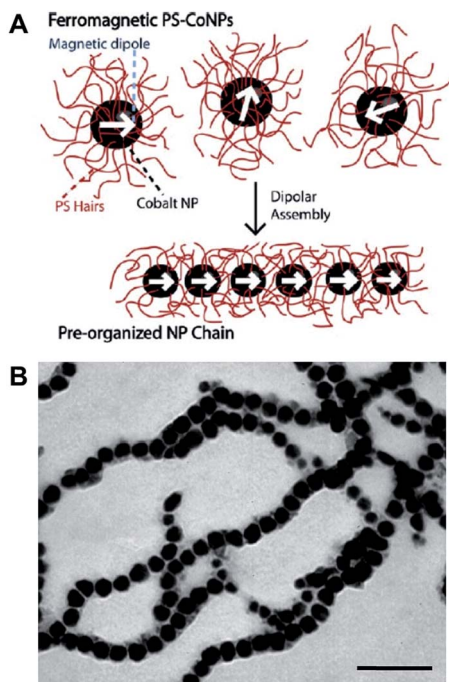 A
Ferromagnetic PS-CoNPs
Magnetic dipole
PS Hairs
Cobalt NP
Dipolar
Assembly
Pre-organized NP Chain
B